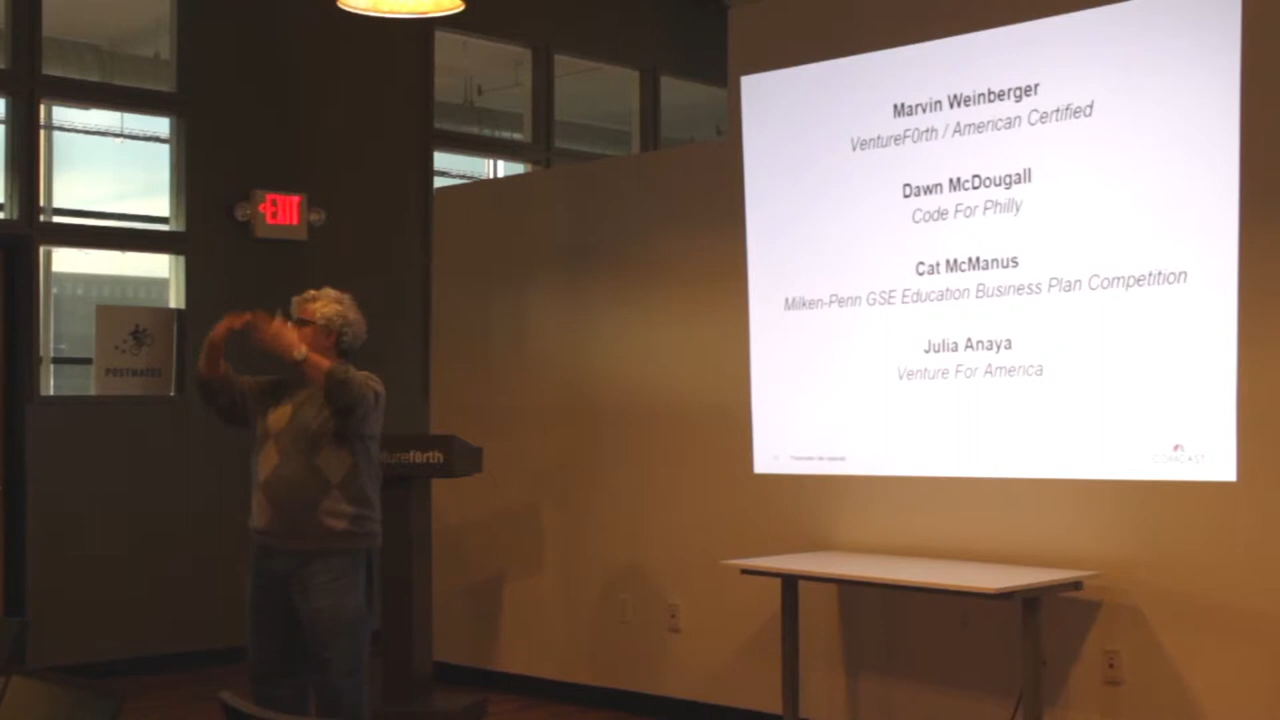 Marvin Weinberger
VentureF0rth / American Certified
Dawn McDougall
Code For Philly
Cat McManus
Milken-Penn GSE Education Business Plan Competition
Julia Anaya
Venture For America
COMCAST
EXIT
POSTMATES
turef0rth